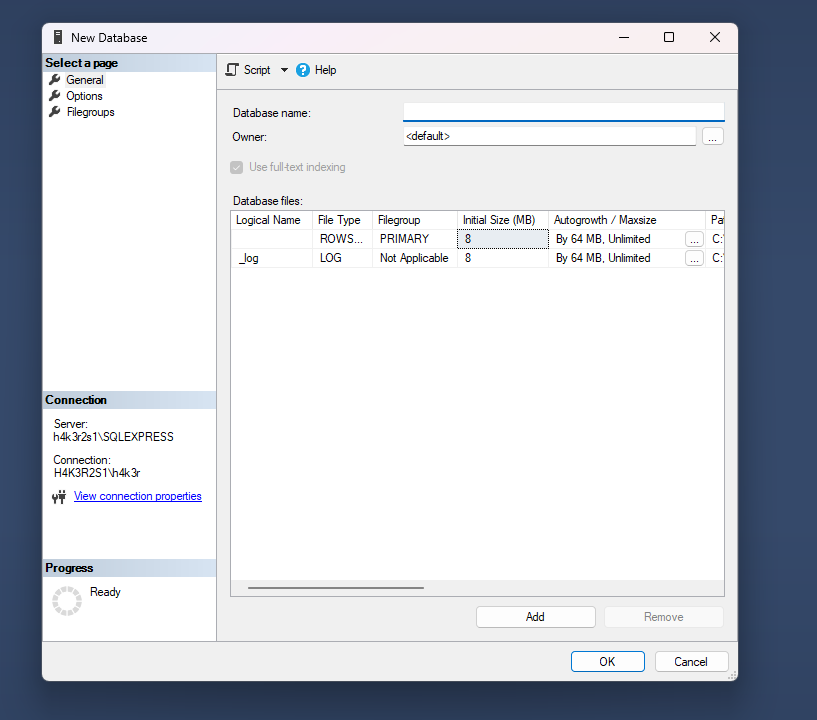 New Database
Select a page
General
Options
Filegroups
Script
Help
Database name:
Owner:
<default>
...
Use full-text indexing
Database files:
Logical Name File Type Filegroup Initial Size (MB) Autogrowth / Maxsize Pa
ROWS... PRIMARY 8 By 64 MB, Unlimited ... C:
_log LOG Not Applicable 8 By 64 MB, Unlimited ... C:
Connection
Server:
h4k3r2s1\SQLEXPRESS
Connection:
H4K3R2S1\h4k3r
View connection properties
Progress
Ready
Add
Remove
OK
Cancel